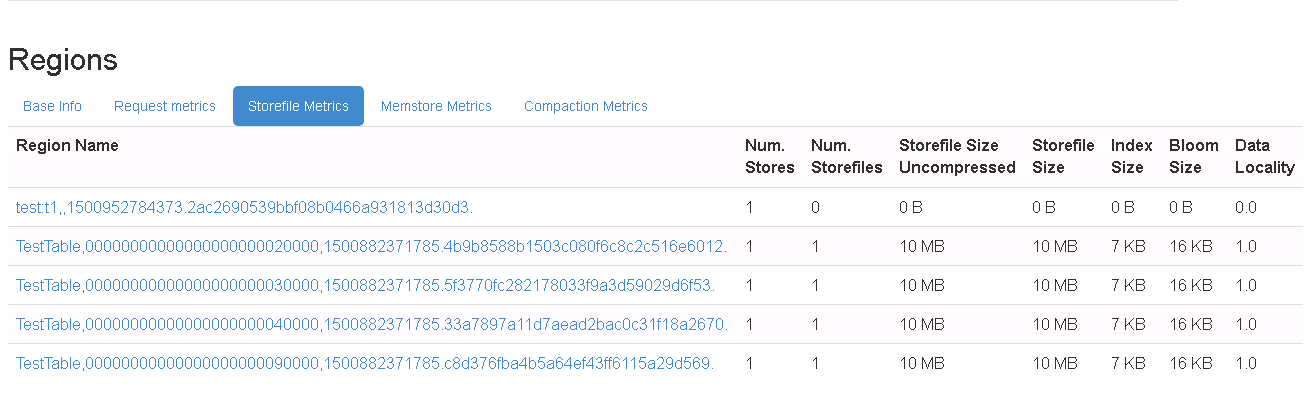 Regions
Base Info Request metrics Storefile Metrics Memstore Metrics Compaction Metrics
Region Name Num. Stores Num. Storefiles Storefile Size Uncompressed Storefile Size Index Size Bloom Size Data Locality
test:t1,,1500952784373.2ac2690539bbf08b0466a931813d30d3. 1 0 0 B 0 B 0 B 0 B 0.0
TestTable,00000000000000000000020000,1500882371785.4b9b8588b1503c080f6c8c2c516e6012. 1 1 10 MB 10 MB 7 KB 16 KB 1.0
TestTable,00000000000000000000030000,1500882371785.5f3770fc282178033f9a3d59029d6f53. 1 1 10 MB 10 MB 7 KB 16 KB 1.0
TestTable,00000000000000000000040000,1500882371785.33a7897a11d7aead2bac0c31f18a2670. 1 1 10 MB 10 MB 7 KB 16 KB 1.0
TestTable,00000000000000000000090000,1500882371785.c8d376fba4b5a64ef43ff6115a29d569. 1 1 10 MB 10 MB 7 KB 16 KB 1.0